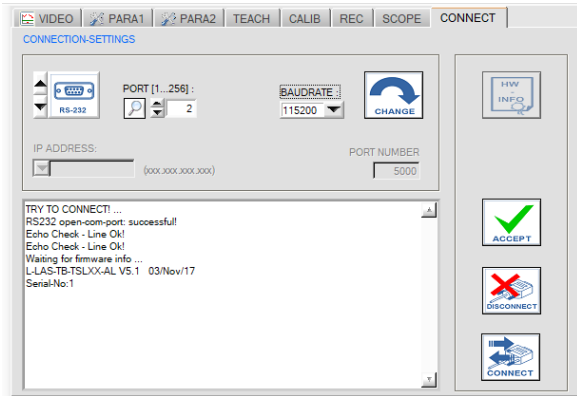 VIDEO PARA1 PARA2 TEACH CALIB REC SCOPE CONNECT
CONNECTION-SETTINGS
RS-232
PORT [1...256] :
2
BAUDRATE :
115200
CHANGE
IP ADDRESS:
(xxx.xxx.xxx.xxx)
PORT NUMBER
5000
TRY TO CONNECT! ...
RS232 open-com-port: successful!
Echo Check - Line Ok!
Echo Check - Line Ok!
Waiting for firmware info ...
L-LAS-TB-TSLXX-AL V5.1 03/Nov/17
Serial-No:1
HW
-
INFO
ACCEPT
DISCONNECT
CONNECT